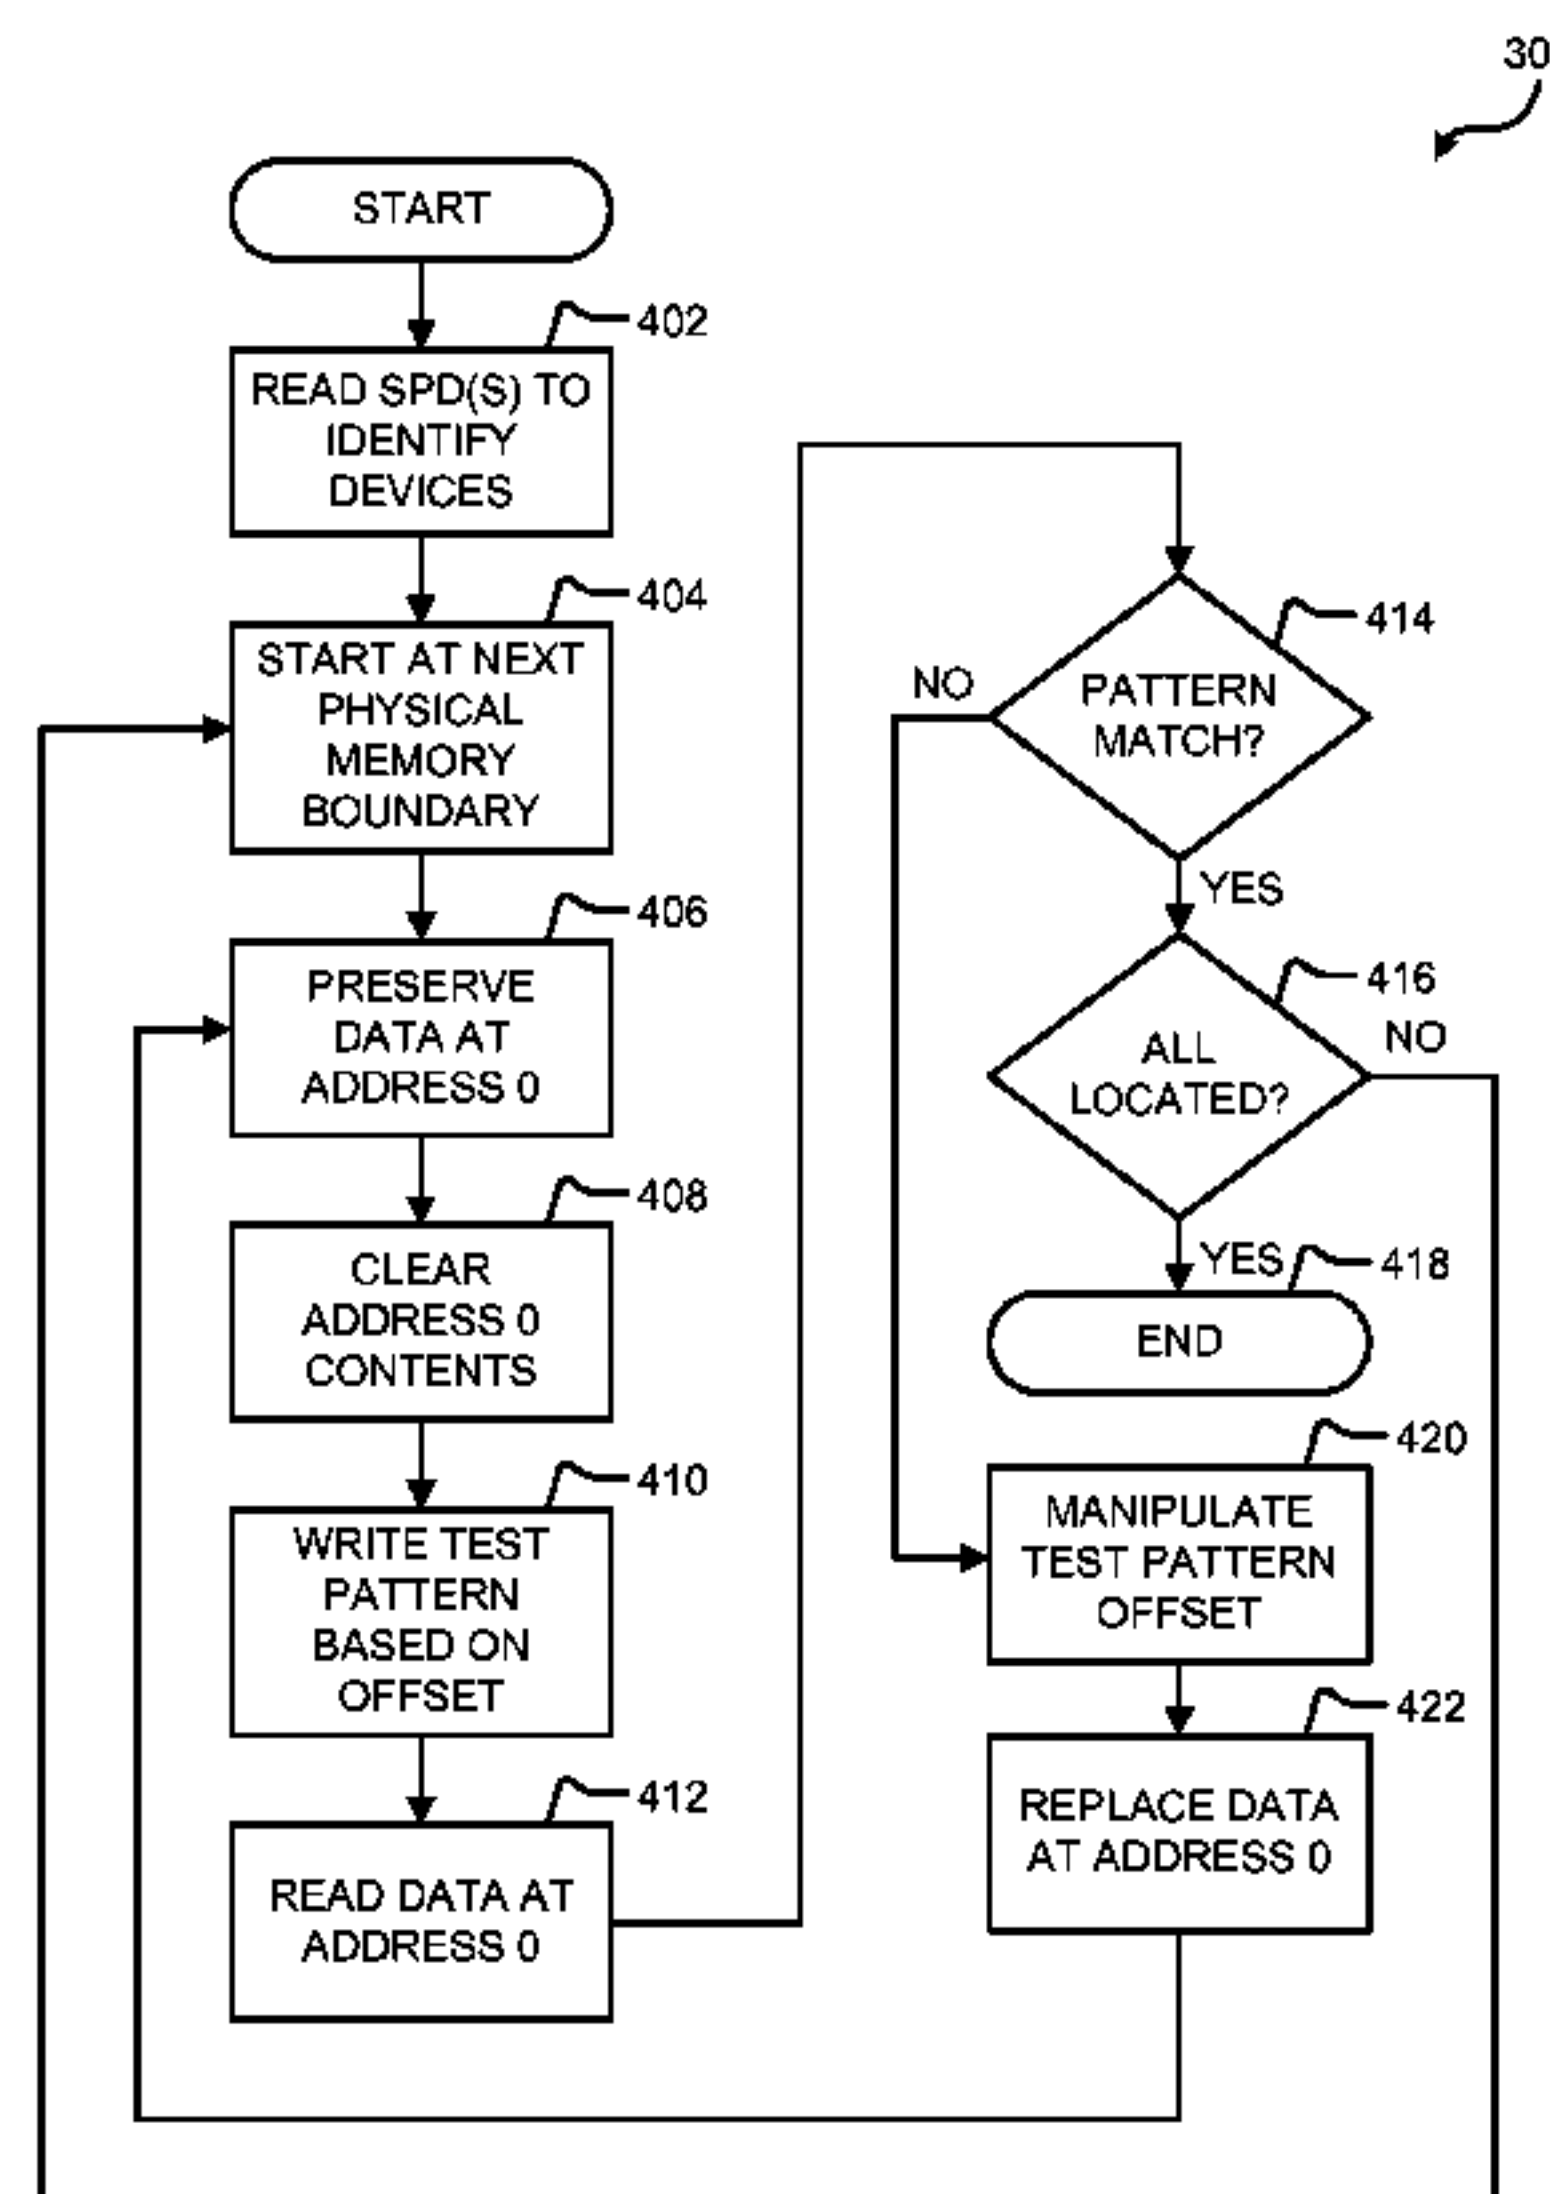 30
START
402
READ SPD(S) TO
IDENTIFY
DEVICES
404
START AT NEXT
PHYSICAL
MEMORY
BOUNDARY
406
PRESERVE
DATA AT
ADDRESS 0
408
CLEAR
ADDRESS 0
CONTENTS
410
WRITE TEST
PATTERN
BASED ON
OFFSET
412
READ DATA AT
ADDRESS 0
414
PATTERN
MATCH?
NO
YES
416
ALL
LOCATED?
NO
YES
418
END
420
MANIPULATE
TEST PATTERN
OFFSET
422
REPLACE DATA
AT ADDRESS 0